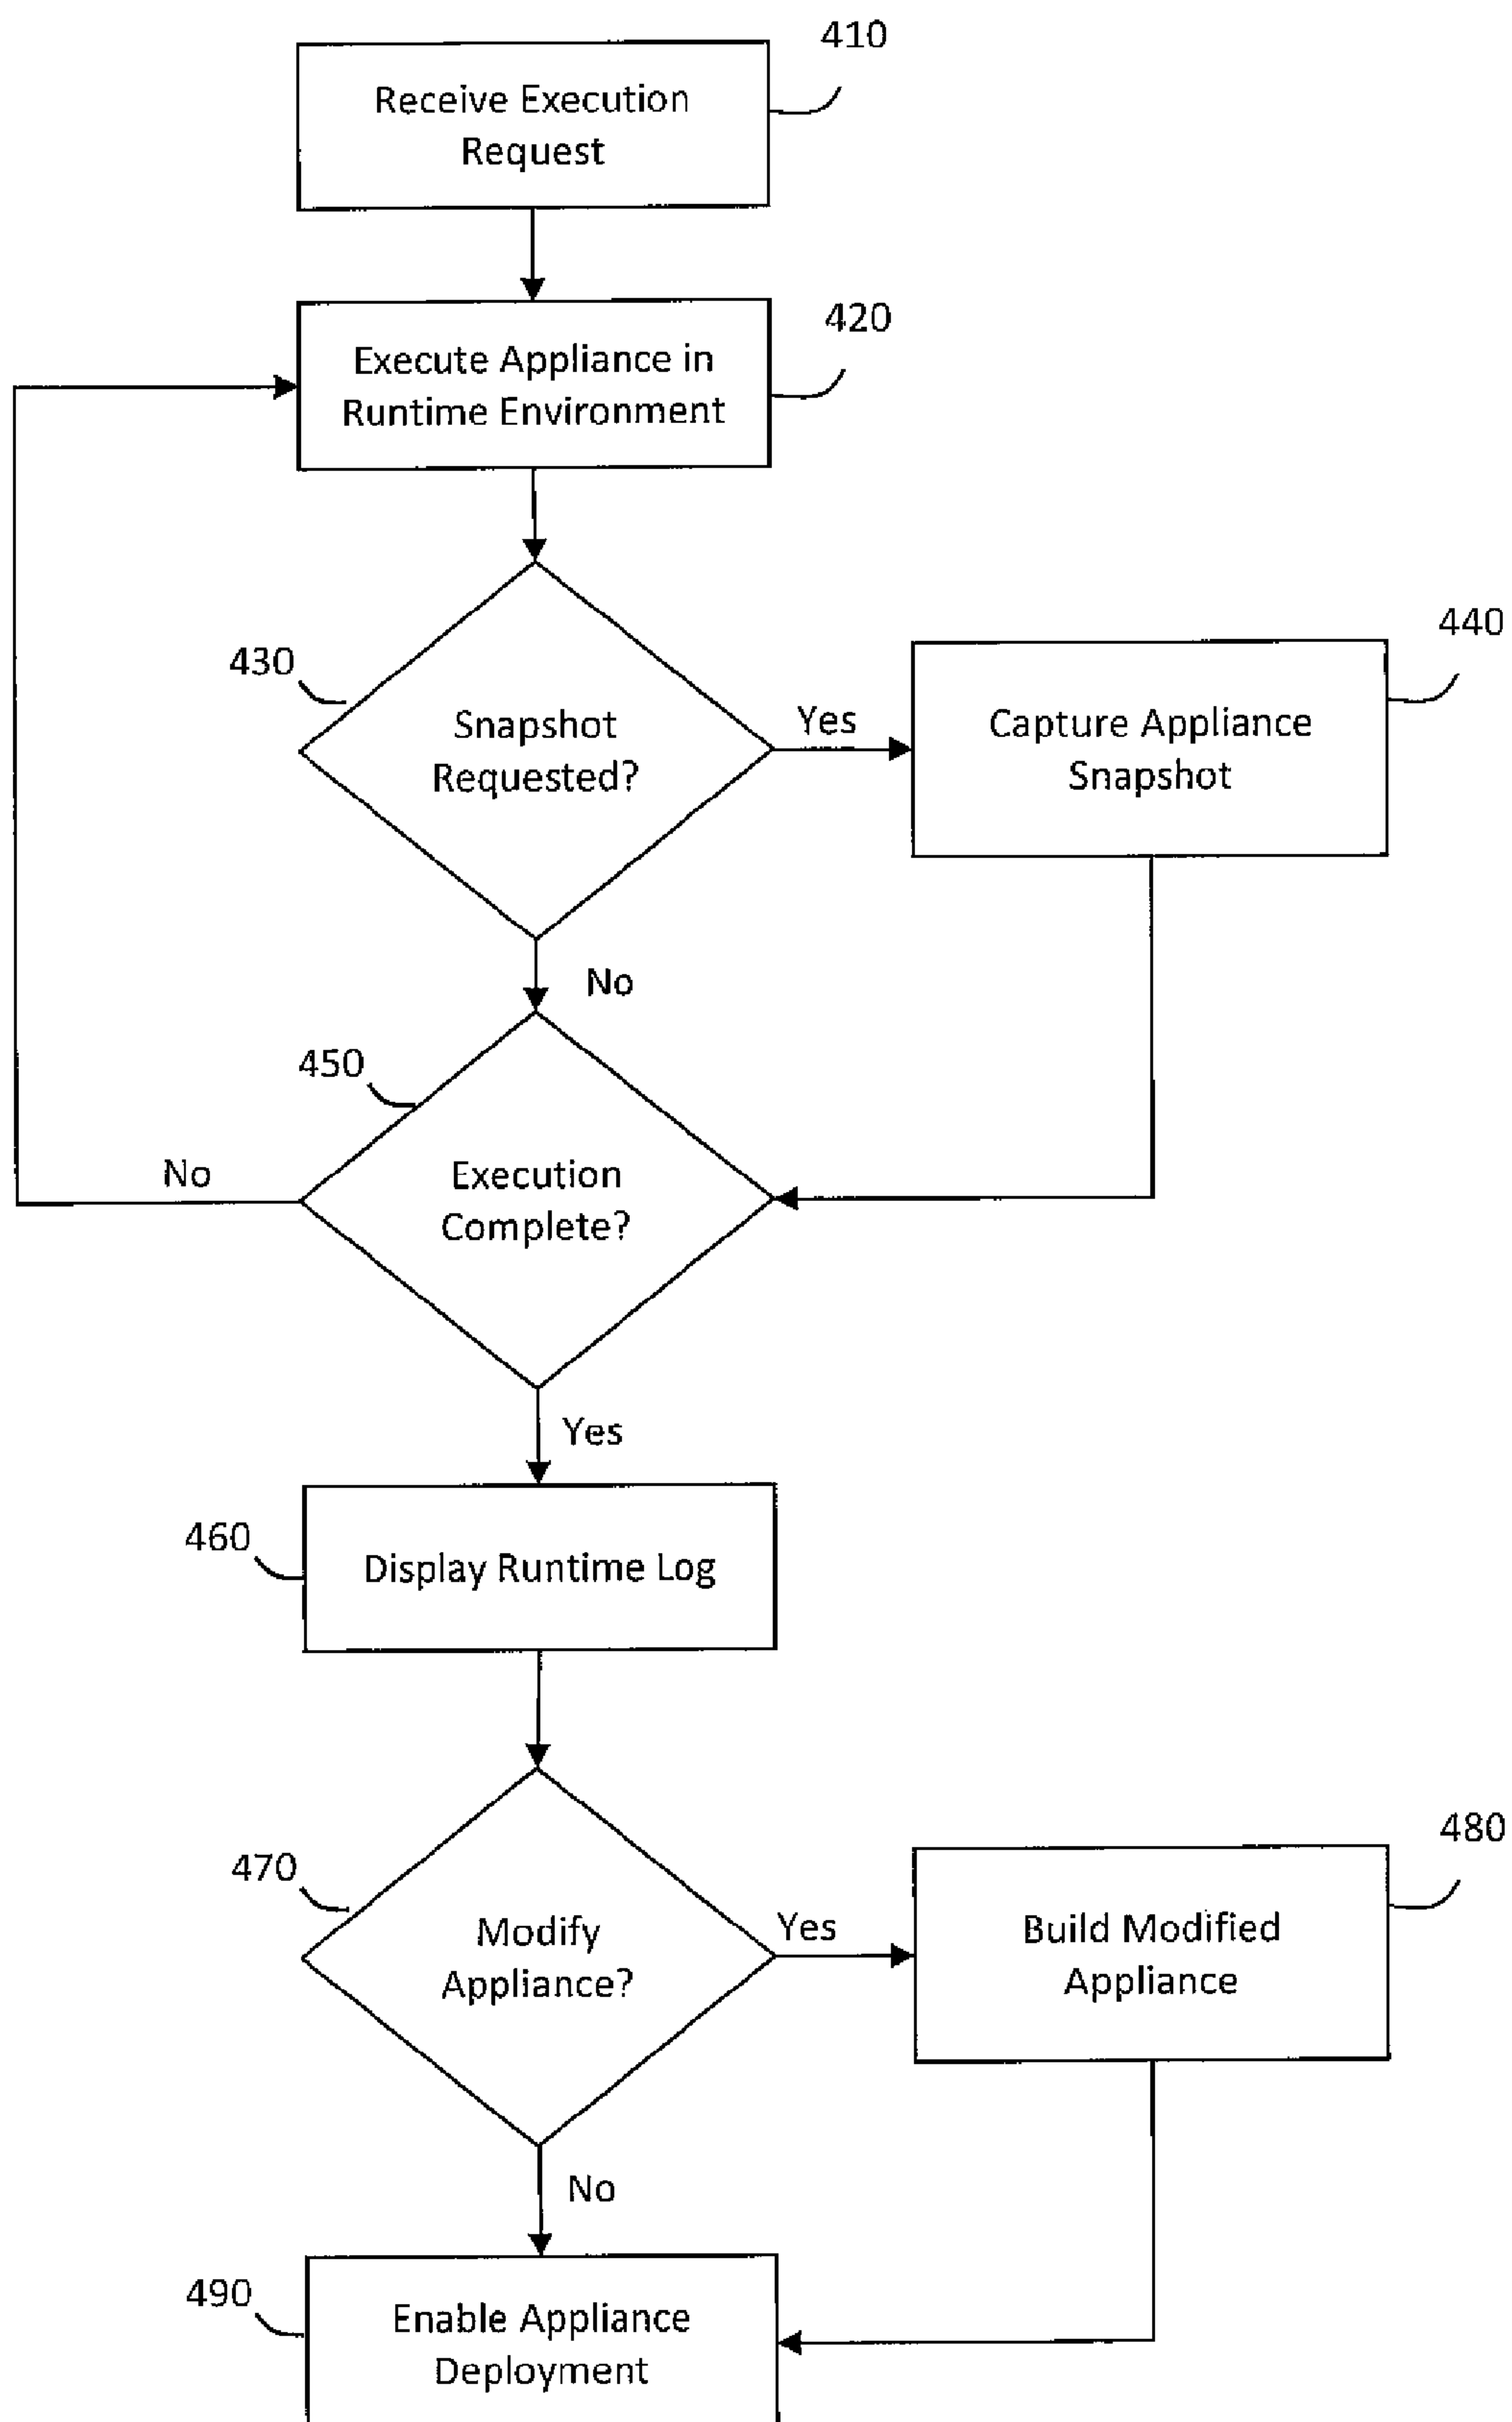 410
Receive Execution
Request
420
Execute Appliance in
Runtime Environment
430
Snapshot
Requested?
Yes
440
Capture Appliance
Snapshot
No
450
Execution
Complete?
No
Yes
460
Display Runtime Log
470
Modify
Appliance?
Yes
480
Build Modified
Appliance
No
490
Enable Appliance
Deployment